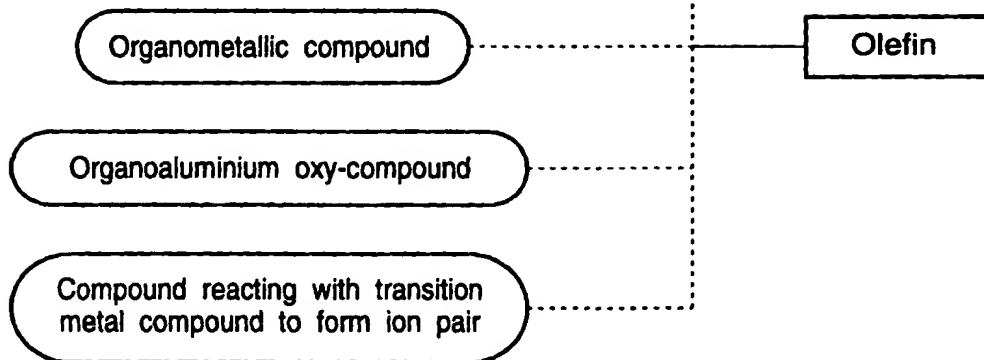 Organometallic compound
Olefin
Organoaluminium oxy-compound
Compound reacting with transition
metal compound to form ion pair